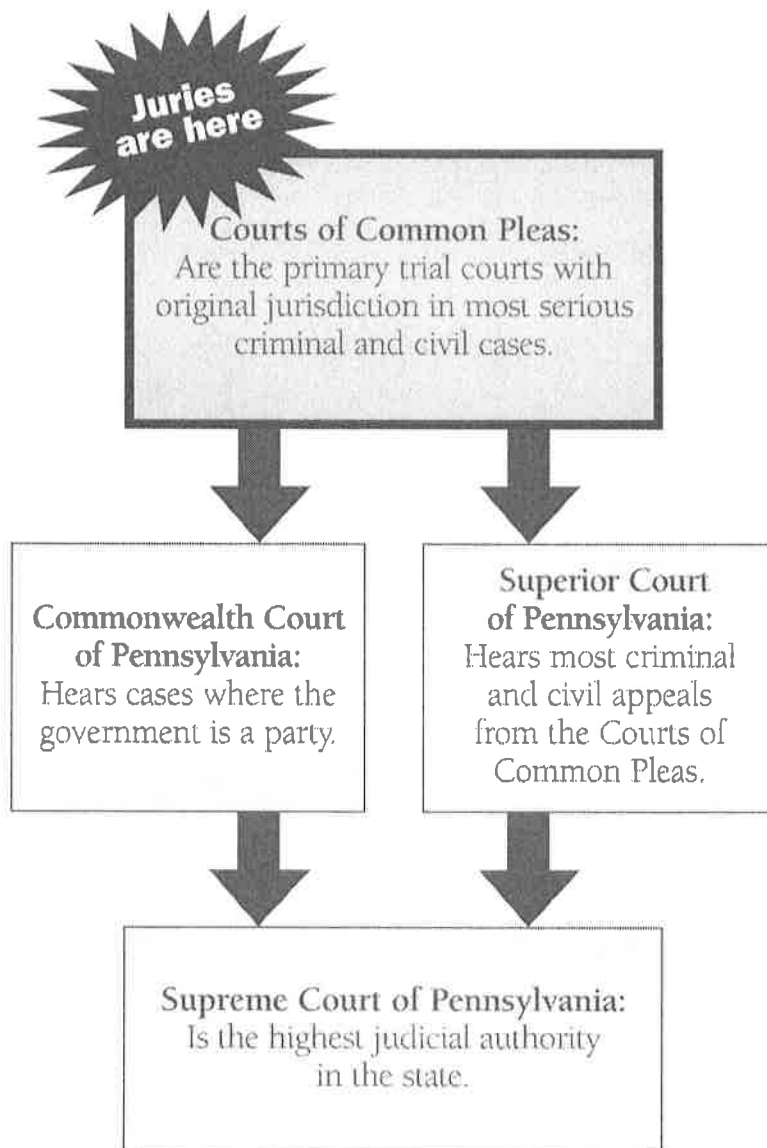 Juries
are here
Courts of Common Pleas:
Are the primary trial courts with
original jurisdiction in most serious
criminal and civil cases.
Commonwealth Court
of Pennsylvania:
Hears cases where the
government is a party.
Superior Court
of Pennsylvania:
Hears most criminal
and civil appeals
from the Courts of
Common Pleas.
Supreme Court of Pennsylvania:
Is the highest judicial authority
in the state.